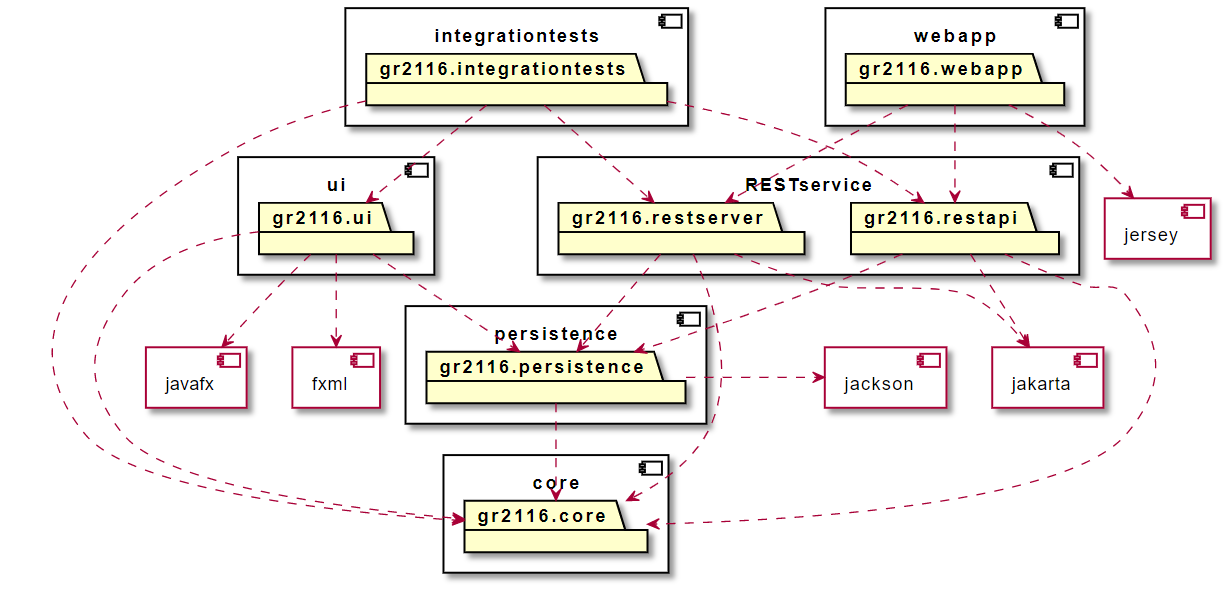 integrationtests
gr2116.integrationtests
webapp
gr2116.webapp
ui
gr2116.ui
RESTservice
gr2116.restserver
gr2116.restapi
jersey
persistence
gr2116.persistence
javafx
fxml
jackson
jakarta
core
gr2116.core